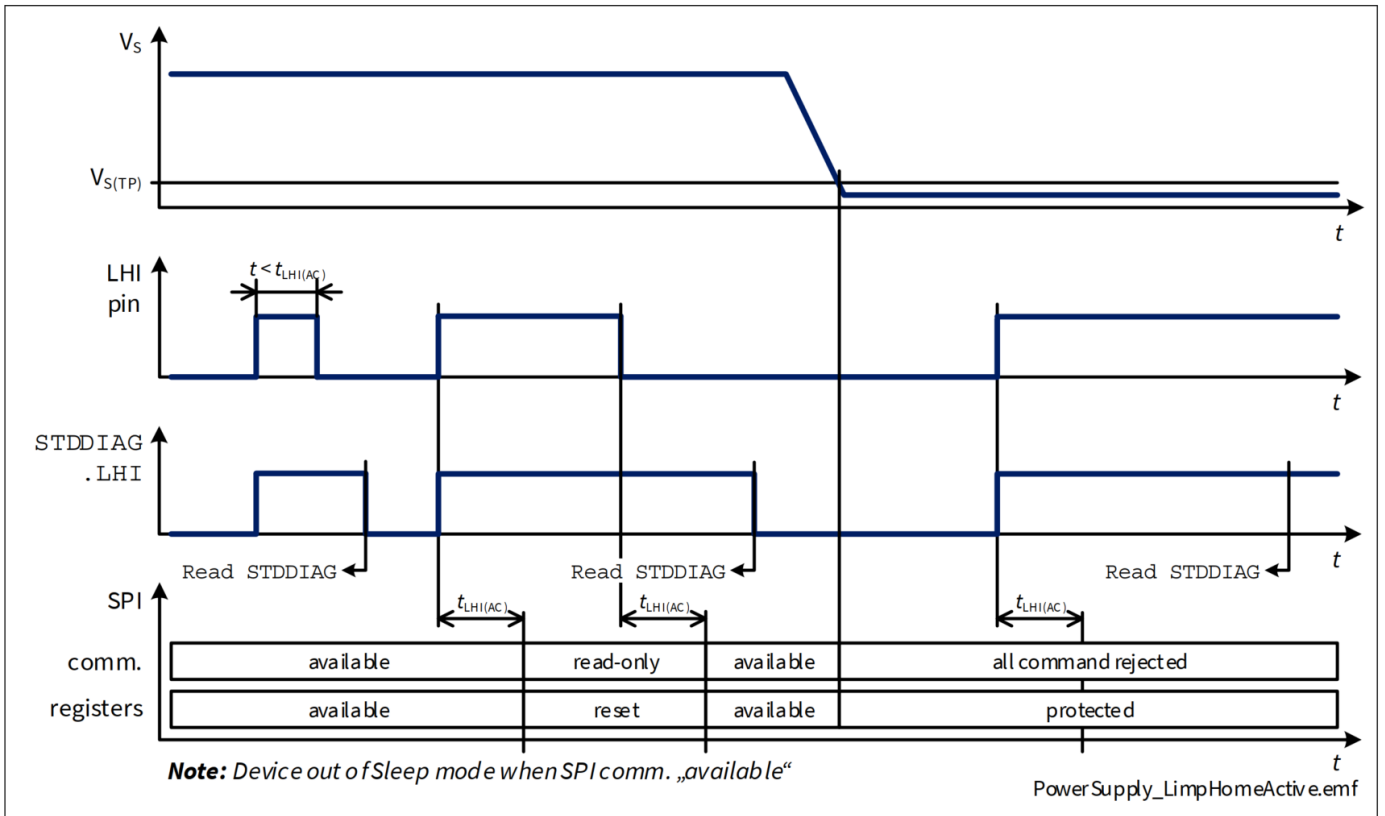 VS
VS(TP)
t
LHI
pin
t < tLHI(AC)
t
STDDIAG
.LHI
t
Read STDDIAG
Read STDDIAG
Read STDDIAG
SPI
tLHI(AC)
tLHI(AC)
tLHI(AC)
comm.
available
read-only
available
all command rejected
registers
available
reset
available
protected
t
Note: Device out of Sleep mode when SPI comm. „available“
PowerSupply_LimpHomeActive.emf